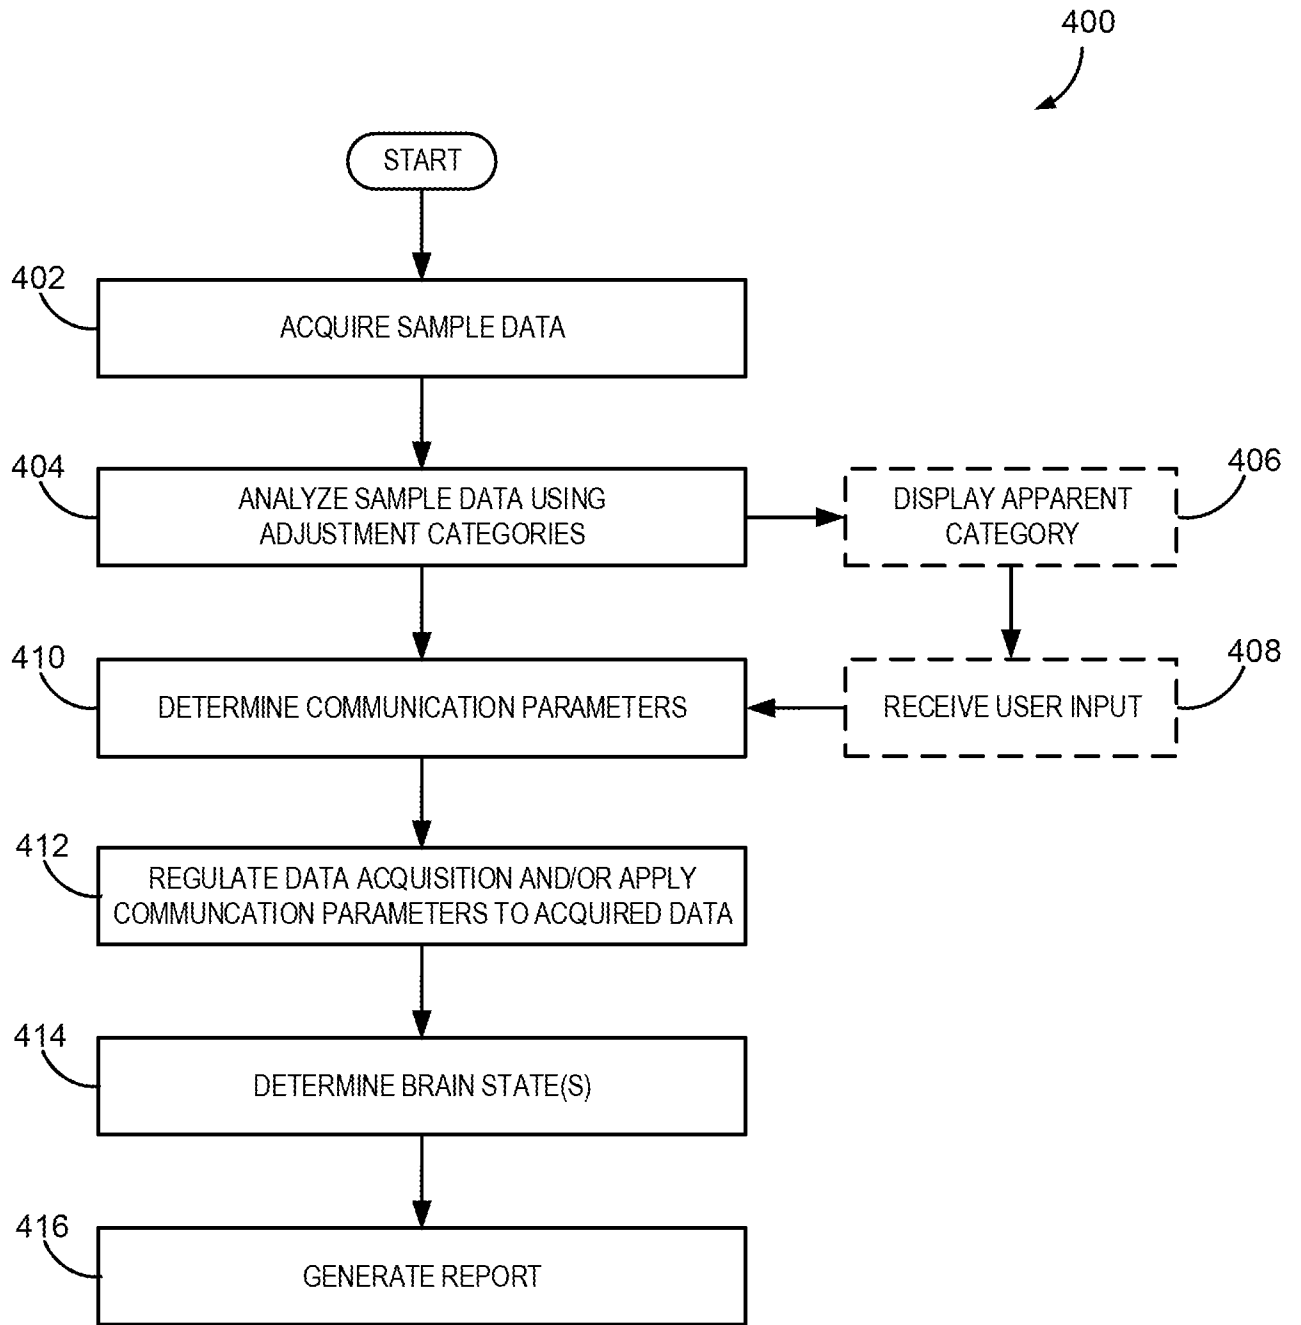 400
START
402
ACQUIRE SAMPLE DATA
404
ANALYZE SAMPLE DATA USING
ADJUSTMENT CATEGORIES
406
DISPLAY APPARENT
CATEGORY
410
DETERMINE COMMUNICATION PARAMETERS
408
RECEIVE USER INPUT
412
REGULATE DATA ACQUISITION AND/OR APPLY
COMMUNCATION PARAMETERS TO ACQUIRED DATA
414
DETERMINE BRAIN STATE(S)
416
GENERATE REPORT